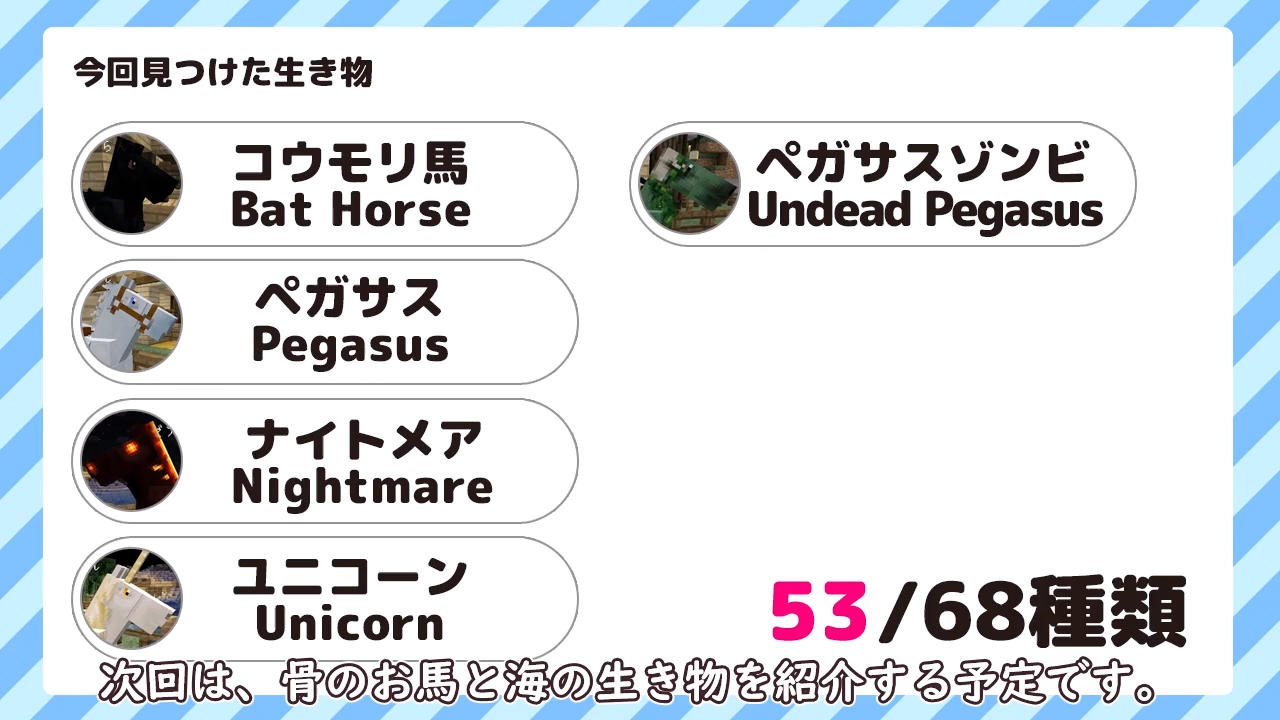 今回見つけた生き物
コウモリ馬
Bat Horse
ペガサス
Pegasus
ナイトメア
Nightmare
ユニコーン
Unicorn
ペガサスゾンビ
Undead Pegasus
53/68種類
次回は、骨のお馬と海の生き物を紹介する予定です。